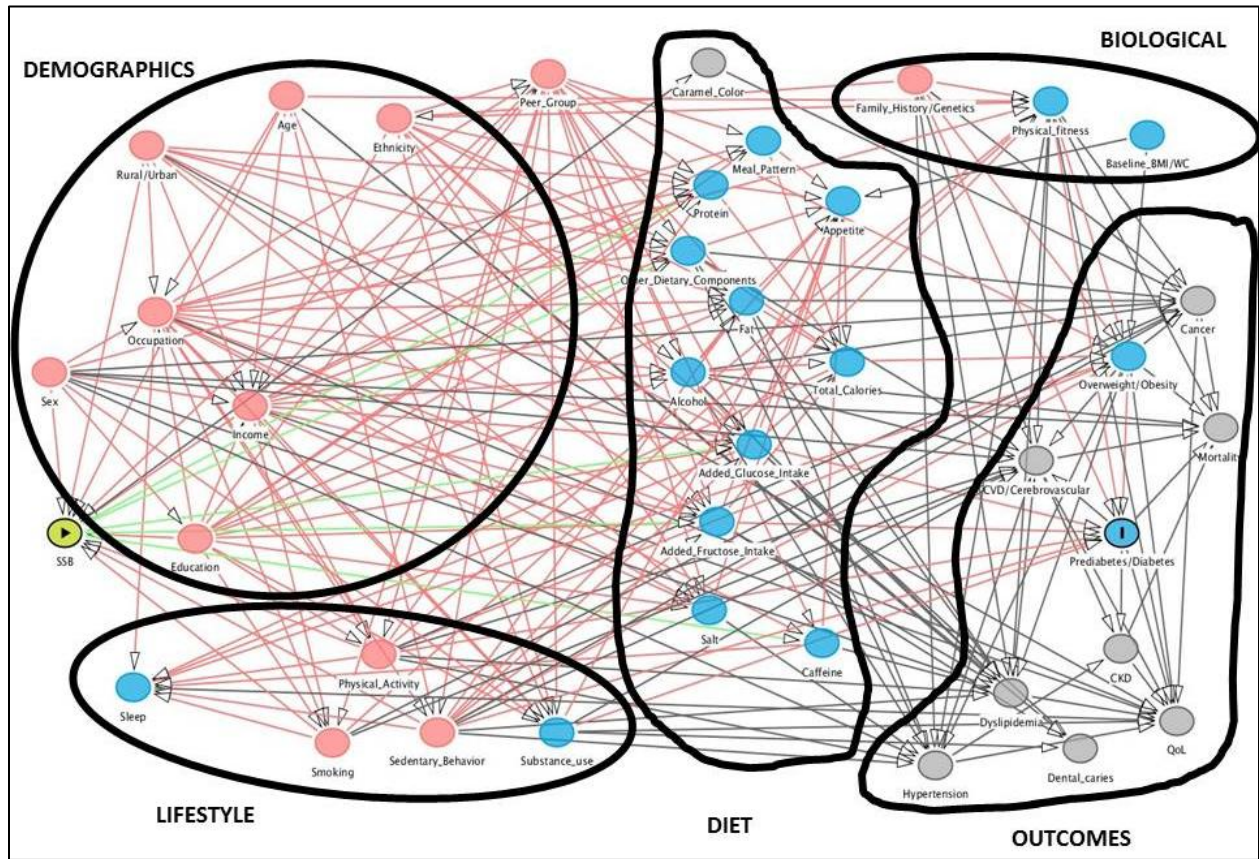 BIOLOGICAL
DEMOGRAPHICS
Peer_Group
Caramel_Color
Family_History/Genetics
Age
Ethnicity
Physical_fitness
Rural/Urban
Meal_Pattern
Baseline_BMI/WC
Protein
Appetite
Other_Dietary_Components
Fat
Cancer
Occupation
Sex
Alcohol
Total_Calories
Overweight/Obesity
Income
Mortality
Added_Glucose_Intake
CVD/Cerebrovascular
SSB
Education
Added_Fructose_Intake
Prediabetes/Diabetes
Salt
Caffeine
Physical_Activity
CKD
Sleep
Dyslipidemia
Smoking
Sedentary_Behavior
Substance_use
QoL
Dental_caries
Hypertension
LIFESTYLE
DIET
OUTCOMES